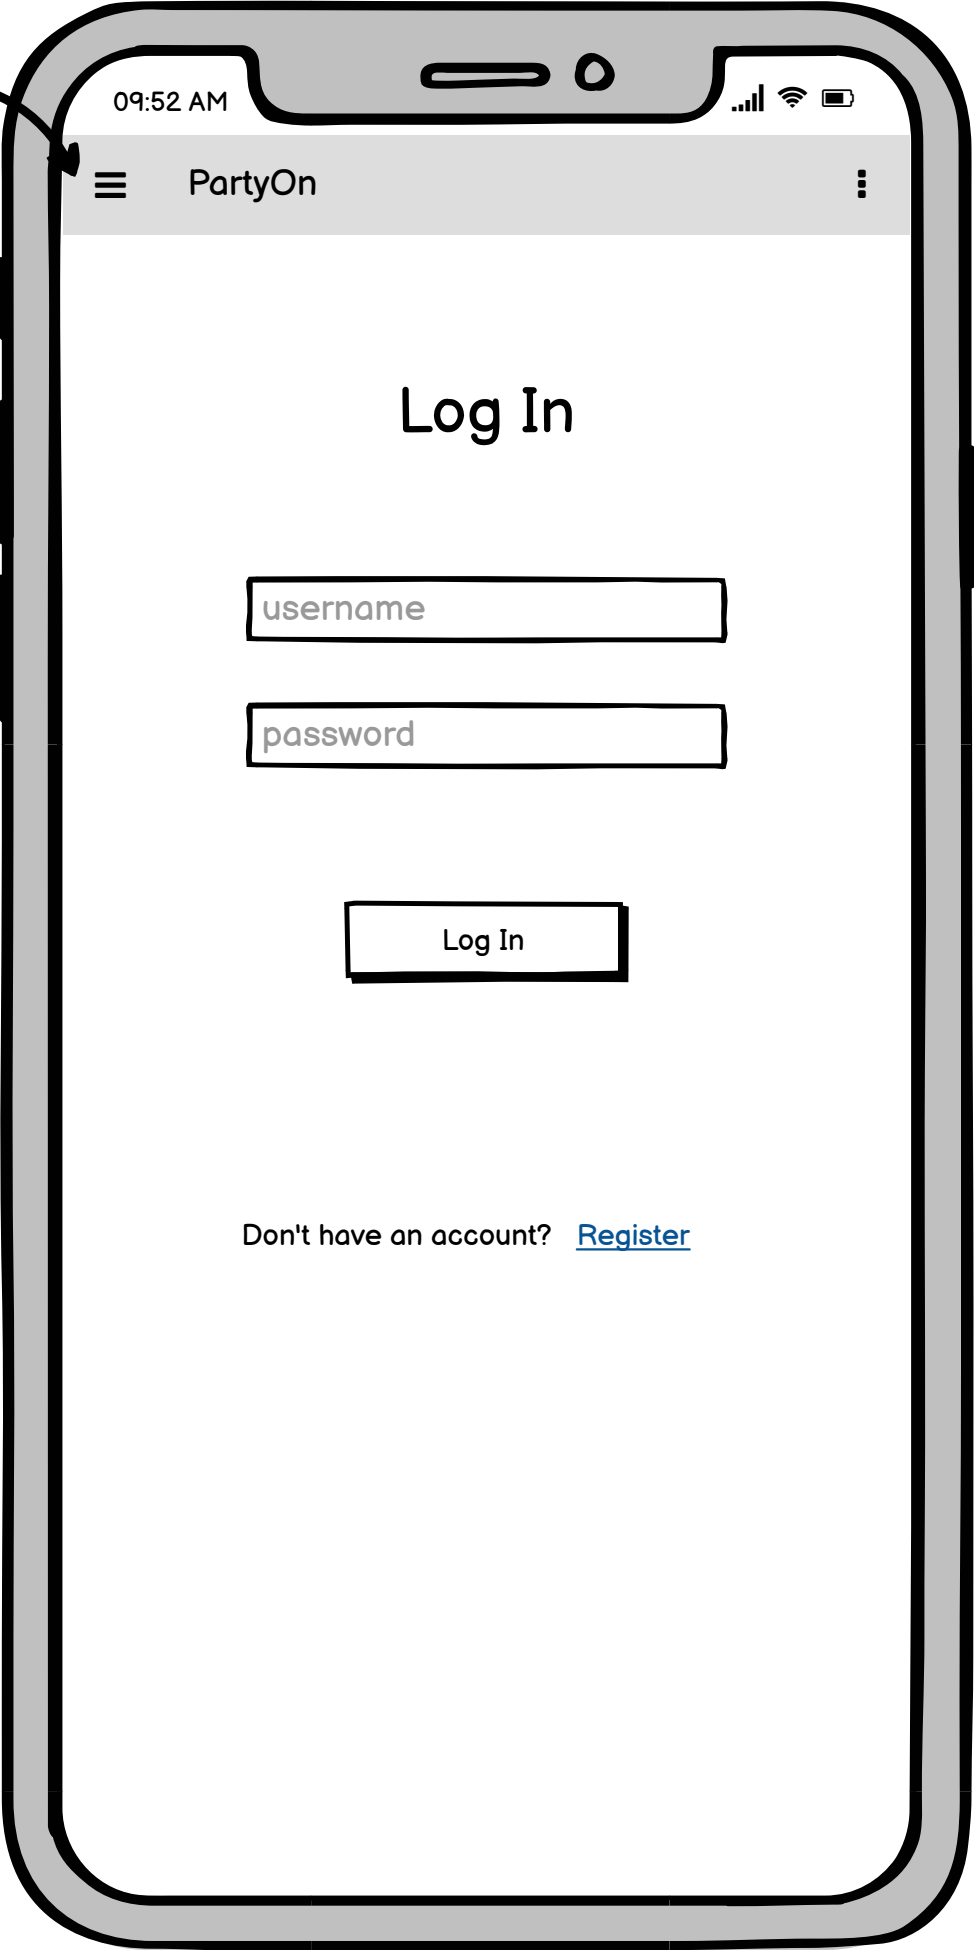 09:52 AM
PartyOn
Log In
username
password
Log In
Don't have an account? Register